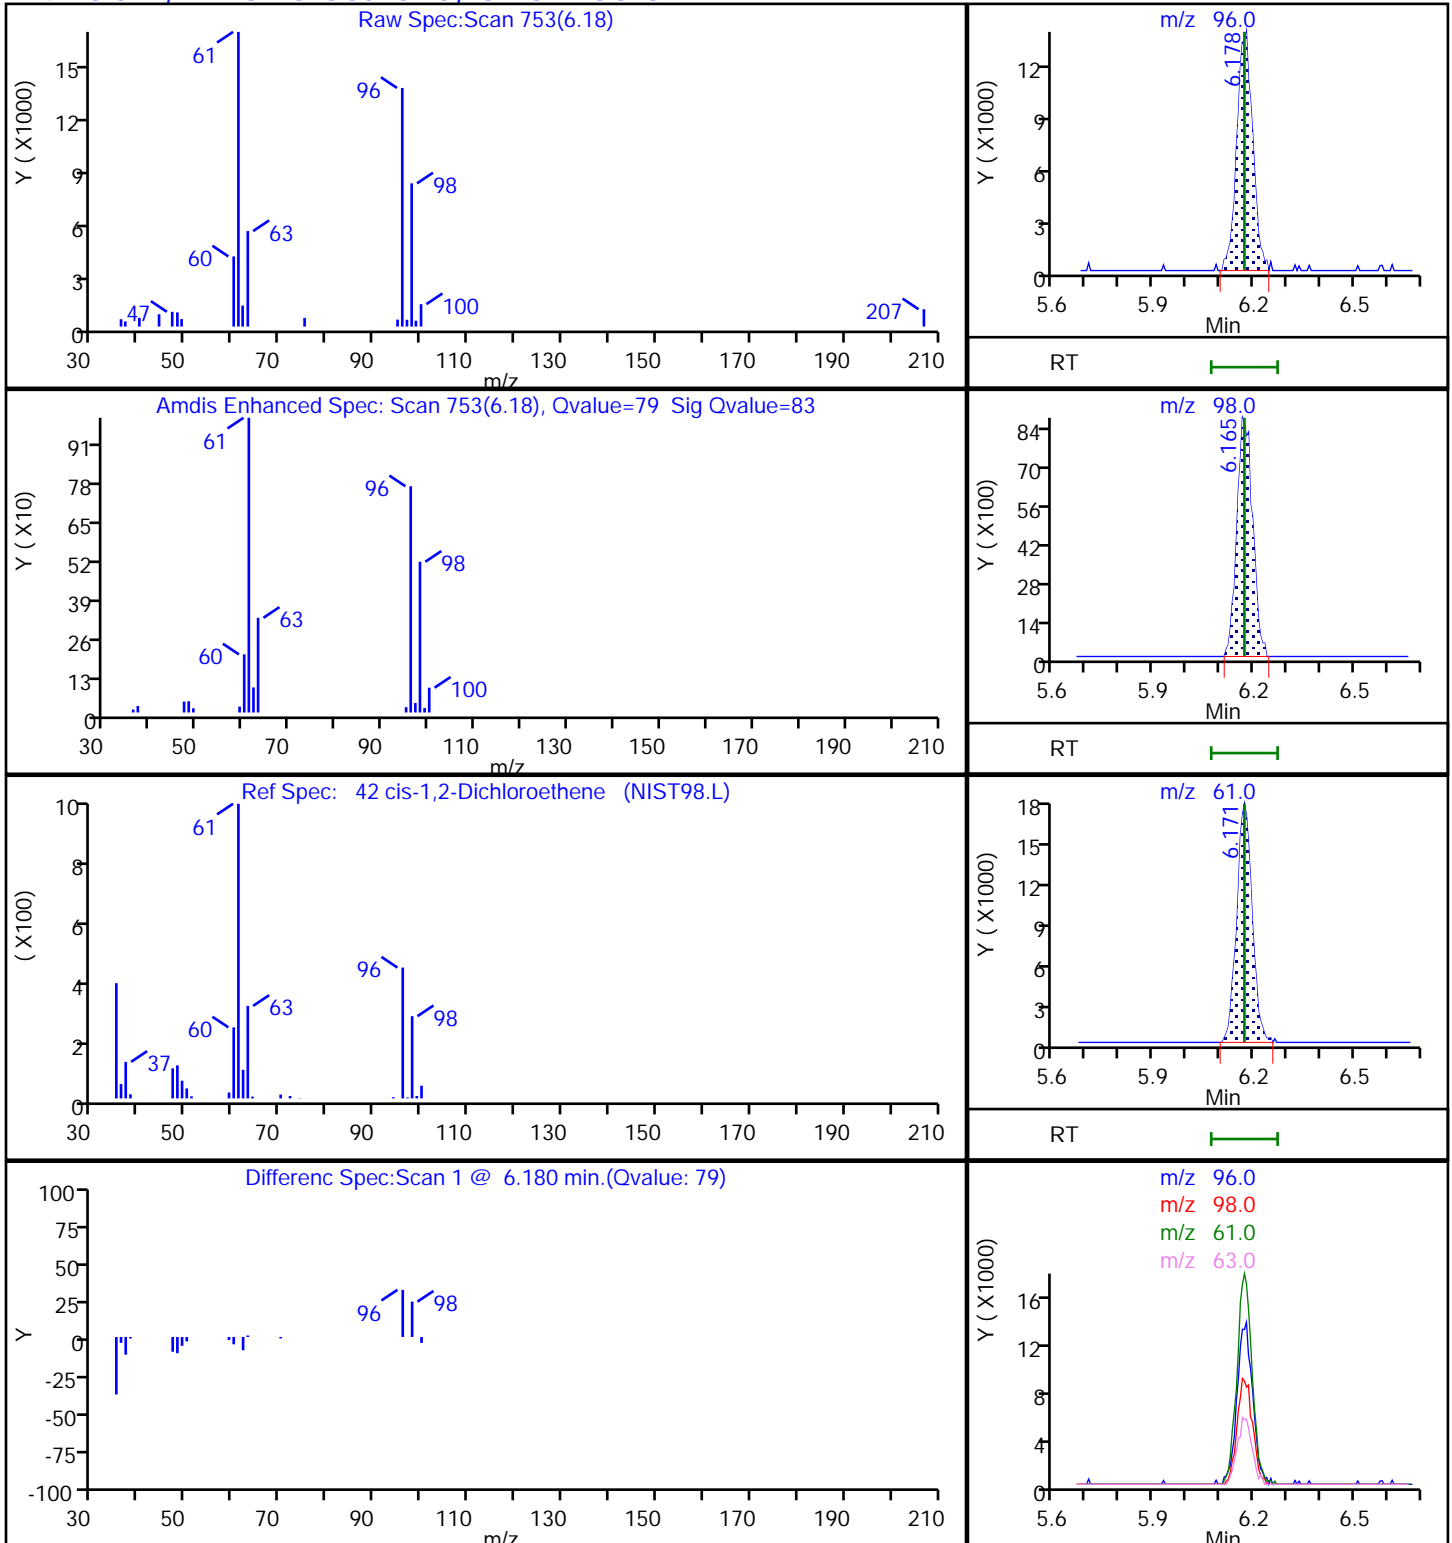 Raw Spec:Scan 753(6.18)
Y ( X1000)
15
12
9
6
3
0
61
96
98
63
60
47
100
207
30 50 70 90 110 130 150 170 190 210
m/z
m/z 96.0
Y ( X1000)
12
9
6
3
0
6.178
5.6 5.9 6.2 6.5
Min
RT
Amdis Enhanced Spec: Scan 753(6.18), Qvalue=79 Sig Qvalue=83
Y ( X10)
91
78
65
52
39
26
13
0
61
96
98
63
60
100
30 50 70 90 110 130 150 170 190 210
m/z
m/z 98.0
Y ( X100)
84
70
56
42
28
14
0
6.165
5.6 5.9 6.2 6.5
Min
RT
Ref Spec: 42 cis-1,2-Dichloroethene (NIST98.L)
( X100)
10
8
6
4
2
0
61
96
98
63
60
37
30 50 70 90 110 130 150 170 190 210
m/z 61.0
Y ( X1000)
18
15
12
9
6
3
0
6.171
5.6 5.9 6.2 6.5
Min
RT
Differenc Spec:Scan 1 @ 6.180 min.(Qvalue: 79)
Y
100
75
50
25
0
-25
-50
-75
-100
96
98
30 50 70 90 110 130 150 170 190 210
m/z
m/z 96.0
m/z 98.0
m/z 61.0
m/z 63.0
Y ( X1000)
16
12
8
4
0
5.6 5.9 6.2 6.5
Min